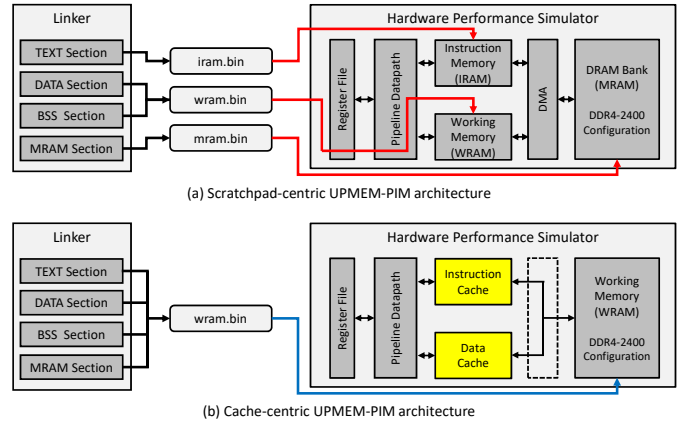 Linker
TEXT Section
DATA Section
BSS Section
MRAM Section
iram.bin
wram.bin
mram.bin
Hardware Performance Simulator
Register File
Pipeline Datapath
Instruction
Memory
(IRAM)
Working
Memory
(WRAM)
DMA
DRAM Bank
(MRAM)
DDR4-2400
Configuration
(a) Scratchpad-centric UPMEM-PIM architecture
Linker
TEXT Section
DATA Section
BSS Section
MRAM Section
wram.bin
Hardware Performance Simulator
Register File
Pipeline Datapath
Instruction
Cache
Data
Cache
Working
Memory
(WRAM)
DDR4-2400
Configuration
(b) Cache-centric UPMEM-PIM architecture